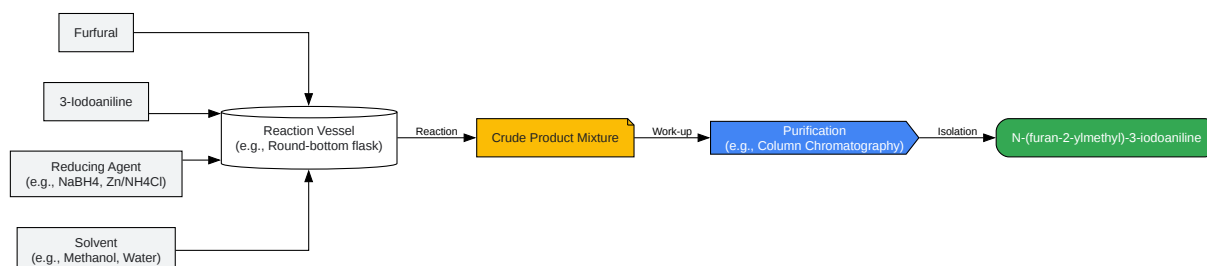 Furfural
3-Iodoaniline
Reducing Agent
(e.g., NaBH4, Zn/NH4Cl)
Solvent
(e.g., Methanol, Water)
Reaction Vessel
(e.g., Round-bottom flask)
Reaction
Crude Product Mixture
Work-up
Purification
(e.g., Column Chromatography)
Isolation
N-(furan-2-ylmethyl)-3-iodoaniline